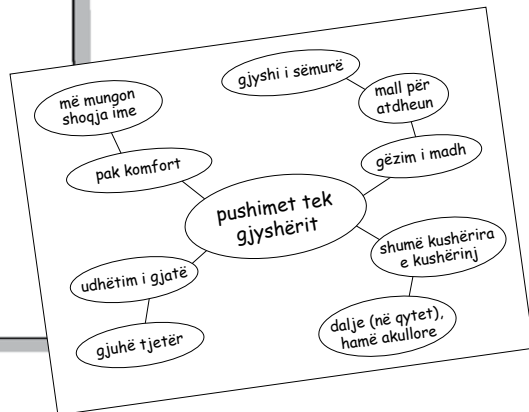 gjyshi i sëmurë
mall për
atdheun
më mungon
shoqja ime
gëzim i madh
pak komfort
pushimet tek
gjyshërit
shumë kushërira
e kushërinj
udhëtim i gjatë
dalje (në qytet),
hamë akullore
gjuhë tjetër